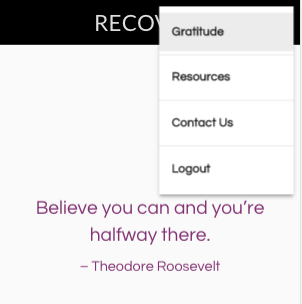 RECOV
Gratitude
Resources
Contact Us
Logout
Believe you can and you’re
halfway there.
– Theodore Roosevelt